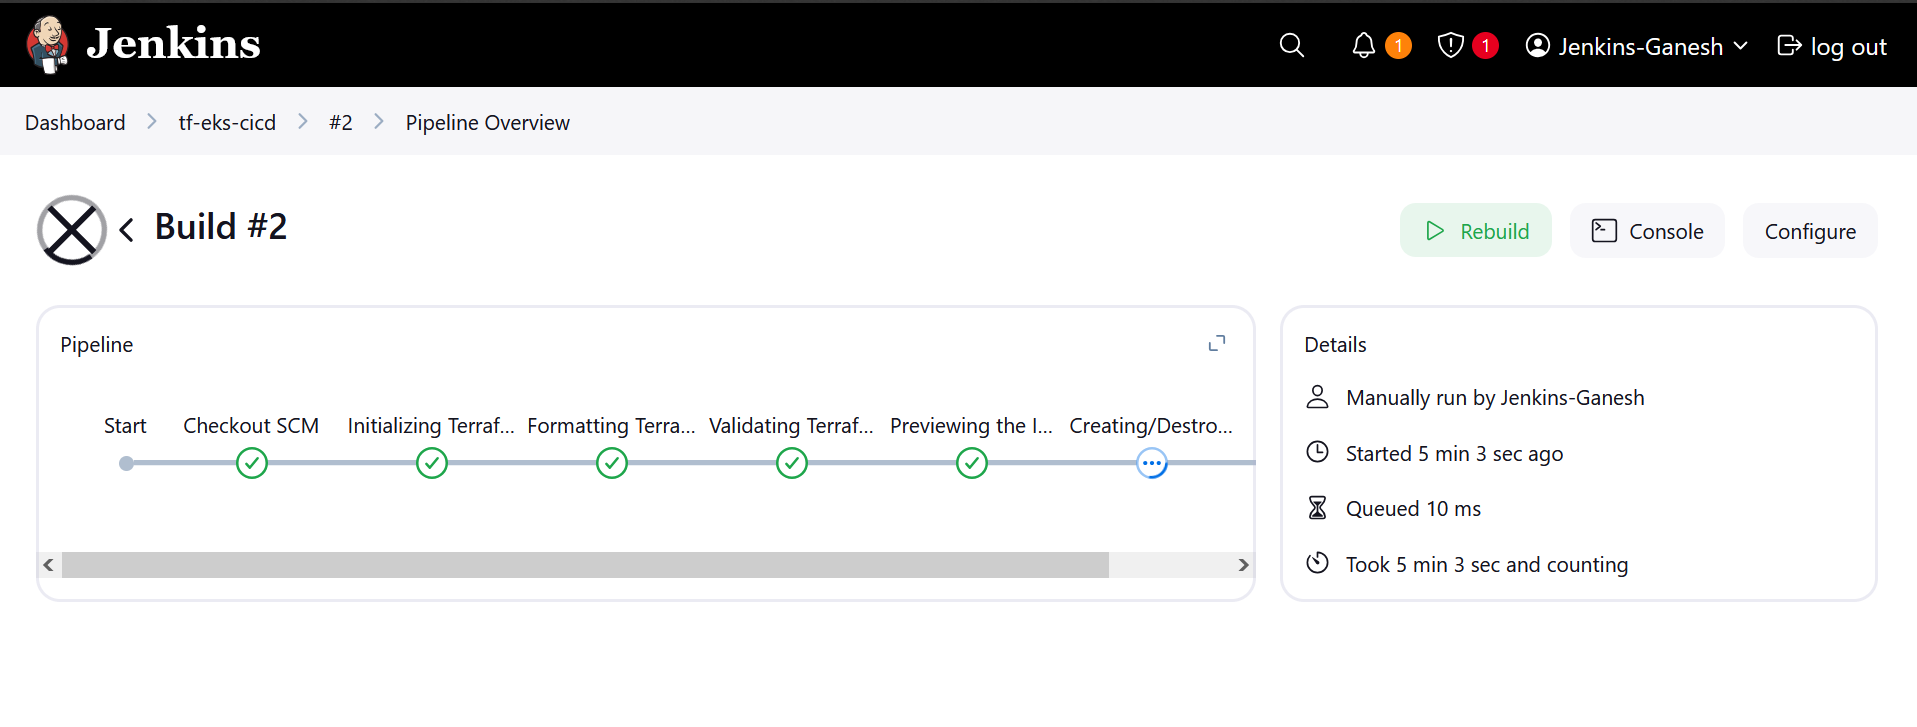 Jenkins
1
1
Jenkins-Ganesh
log out
Dashboard
tf-eks-cicd
#2
Pipeline Overview
Build #2
Rebuild
Console
Configure
Pipeline
Start
Checkout SCM
Initializing Terraf...
Formatting Terra...
Validating Terraf...
Previewing the I...
Creating/Destro...
Details
Manually run by Jenkins-Ganesh
Started 5 min 3 sec ago
Queued 10 ms
Took 5 min 3 sec and counting